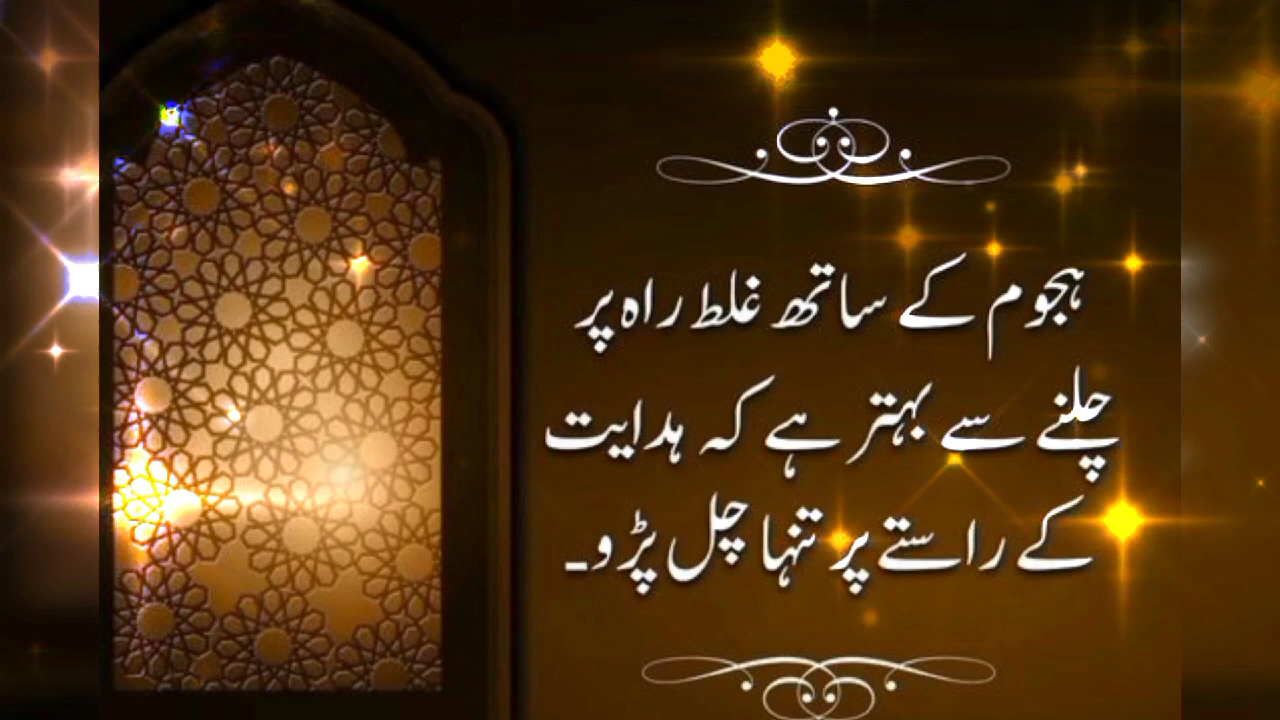 ہجوم کے ساتھ غلط راہ پر
چلنے سے بہتر ہے کہ ہدایت
کے راستے پر تنہا چل پڑو۔